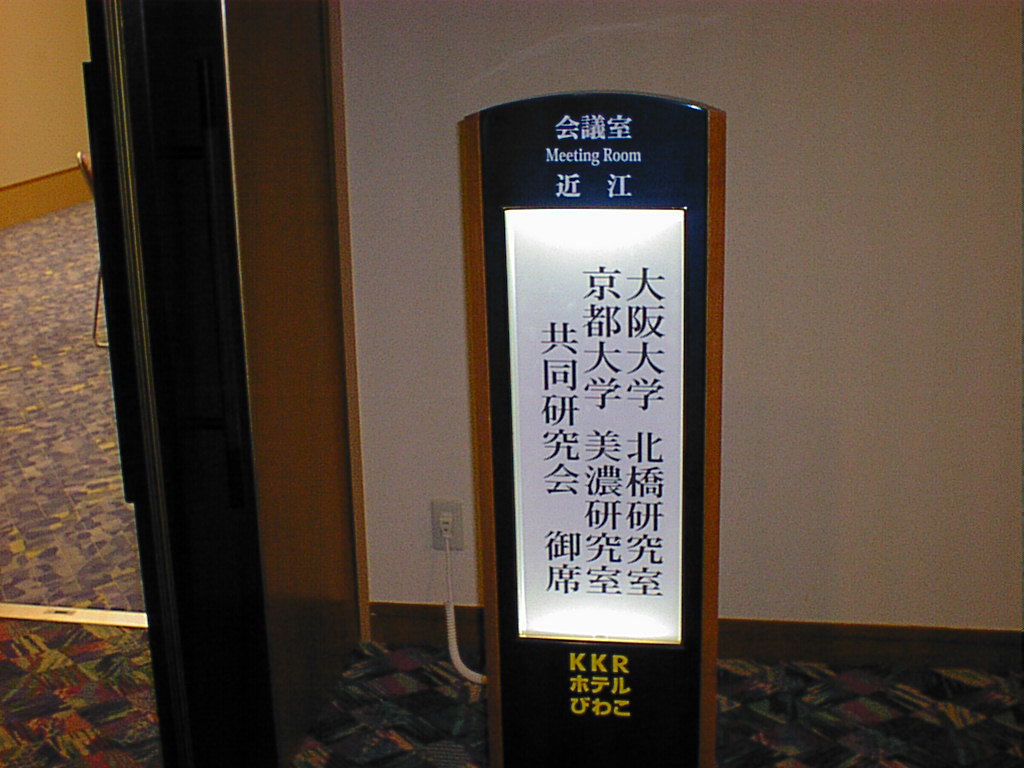 会議室
Meeting Room
近 江
大阪大学 北橋研究室
京都大学 美濃研究室
共同研究会 御席
KKR
ホテル
びわこ